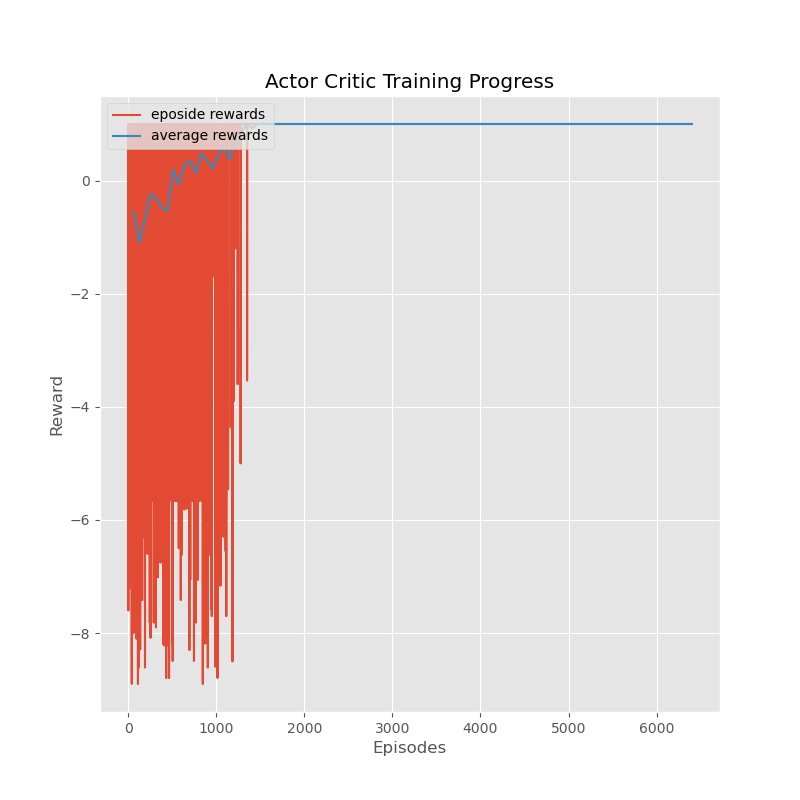 Actor Critic Training Progress
eposide rewards
average rewards
0
−2
−4
−6
−8
Reward
0
1000
2000
3000
4000
5000
6000
Episodes